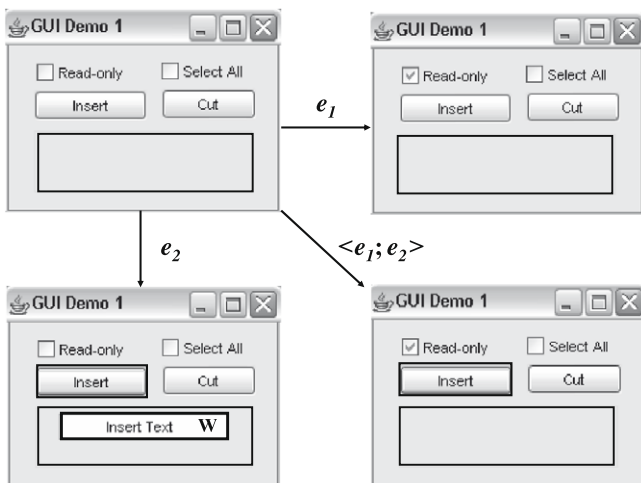 GUI Demo 1
Read-only Select All
Insert Cut
e1
GUI Demo 1
Read-only Select All
Insert Cut
e2
<e1; e2>
GUI Demo 1
Read-only Select All
Insert Cut
Insert Text W
GUI Demo 1
Read-only Select All
Insert Cut